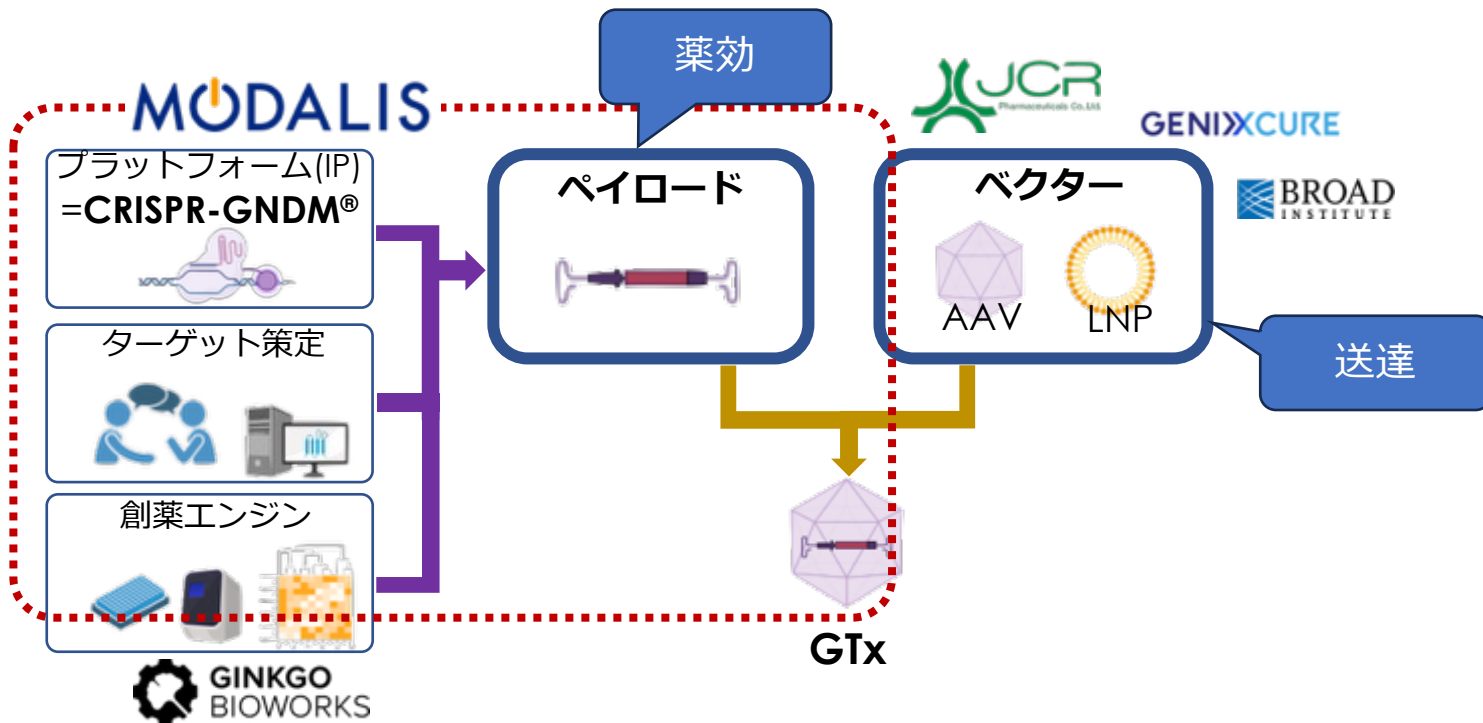 薬効
MODALIS
JCR
Pharmaceuticals Co., Ltd.
GENIXCURE
BROAD
INSTITUTE
プラットフォーム(IP)
=CRISPR-GNDM®
ペイロード
ベクター
AAV
LNP
送達
ターゲット策定
創薬エンジン
GTx
GINKGO
BIOWORKS